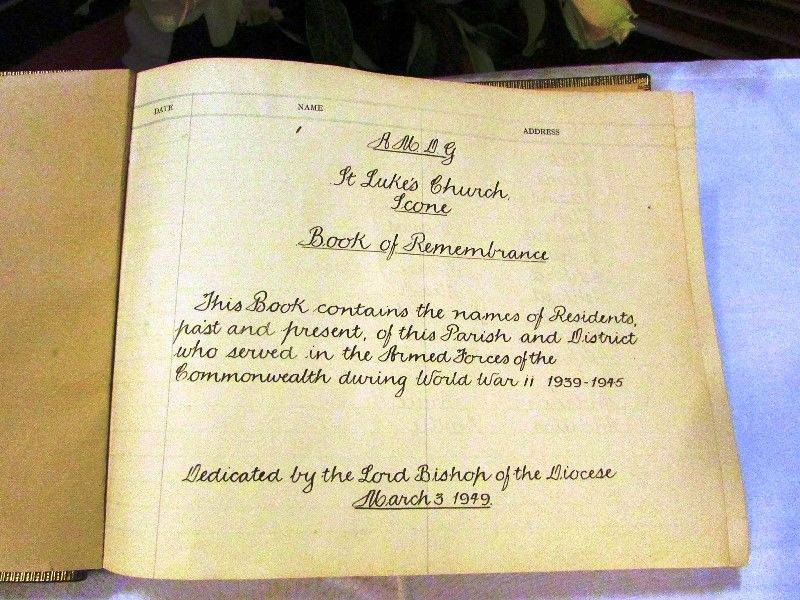 DATE NAME ADDRESS
A M D G
St Luke's Church,
Scone
Book of Remembrance
This Book contains the names of Residents,
past and present, of this Parish and District
who served in the Armed Forces of the
Commonwealth during World War II 1939-1945
Dedicated by the Lord Bishop of the Diocese
March 3 1949.